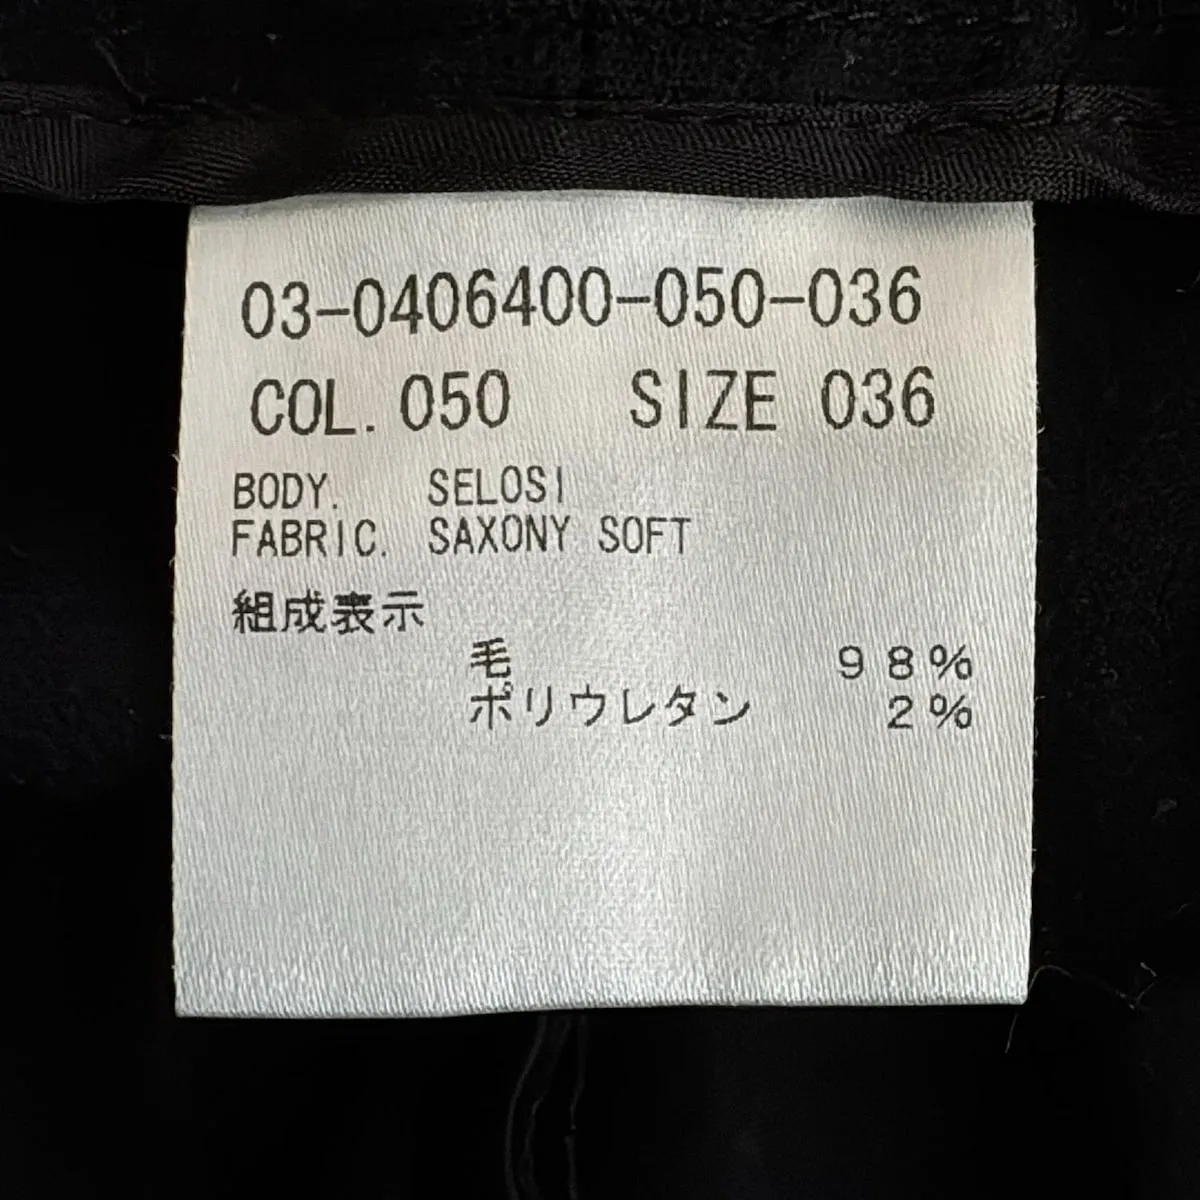 03-0406400-050-036
COL. 050 SIZE 036
BODY. SELOSI
FABRIC. SAXONY SOFT
組成表示
毛 98%
ポリウレタン 2%